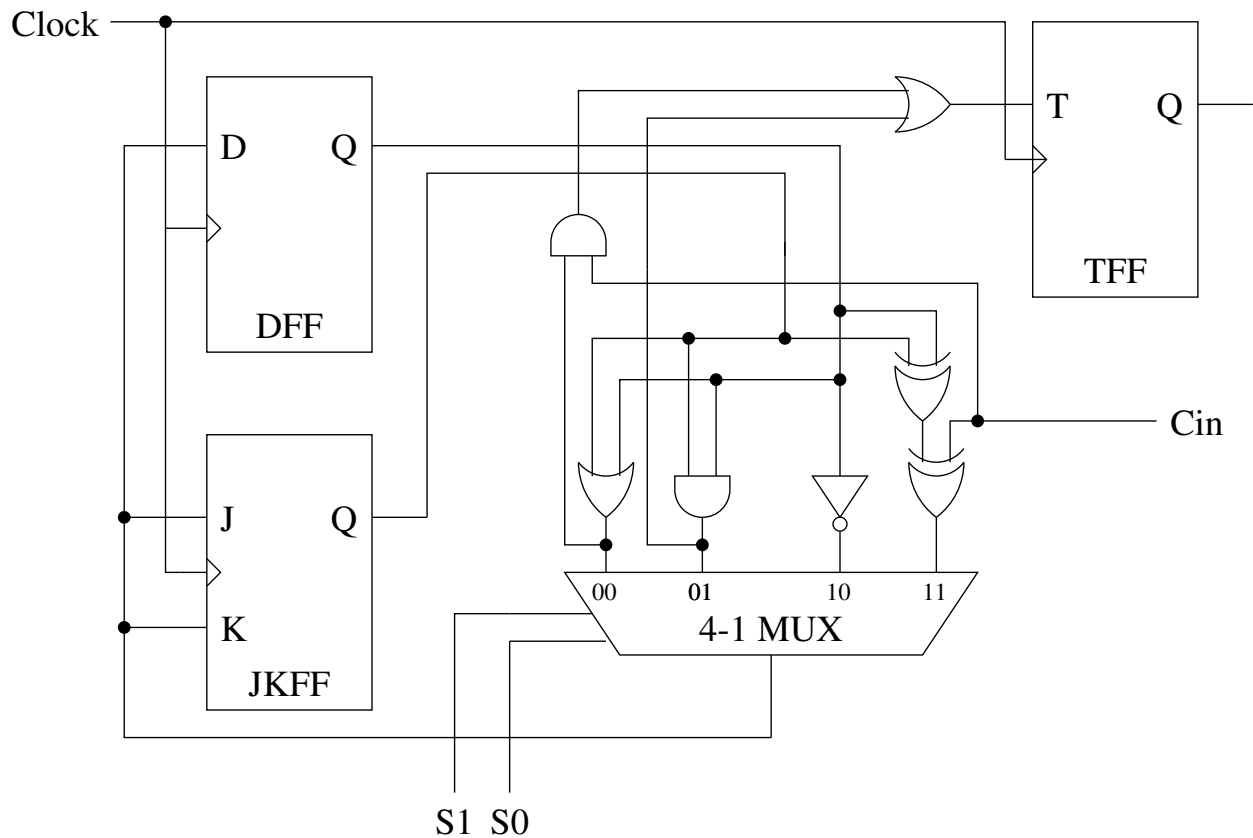 Clock
T Q
D Q
TFF
DFF
Cin
J Q
00 01 10 11
K
4-1 MUX
JKFF
S1 S0